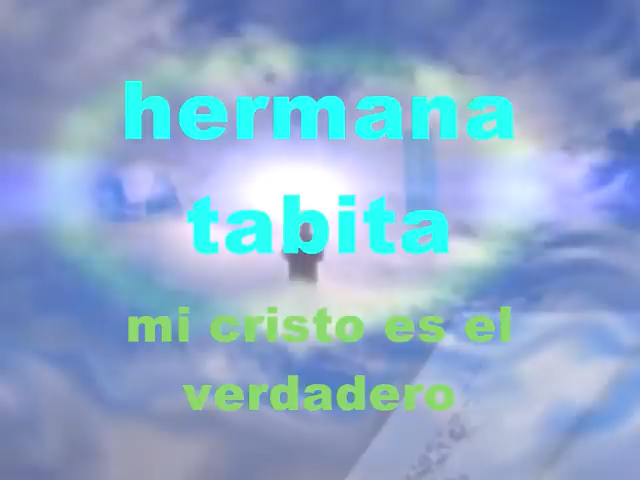 hermana
tabita
mi cristo es el
verdadero